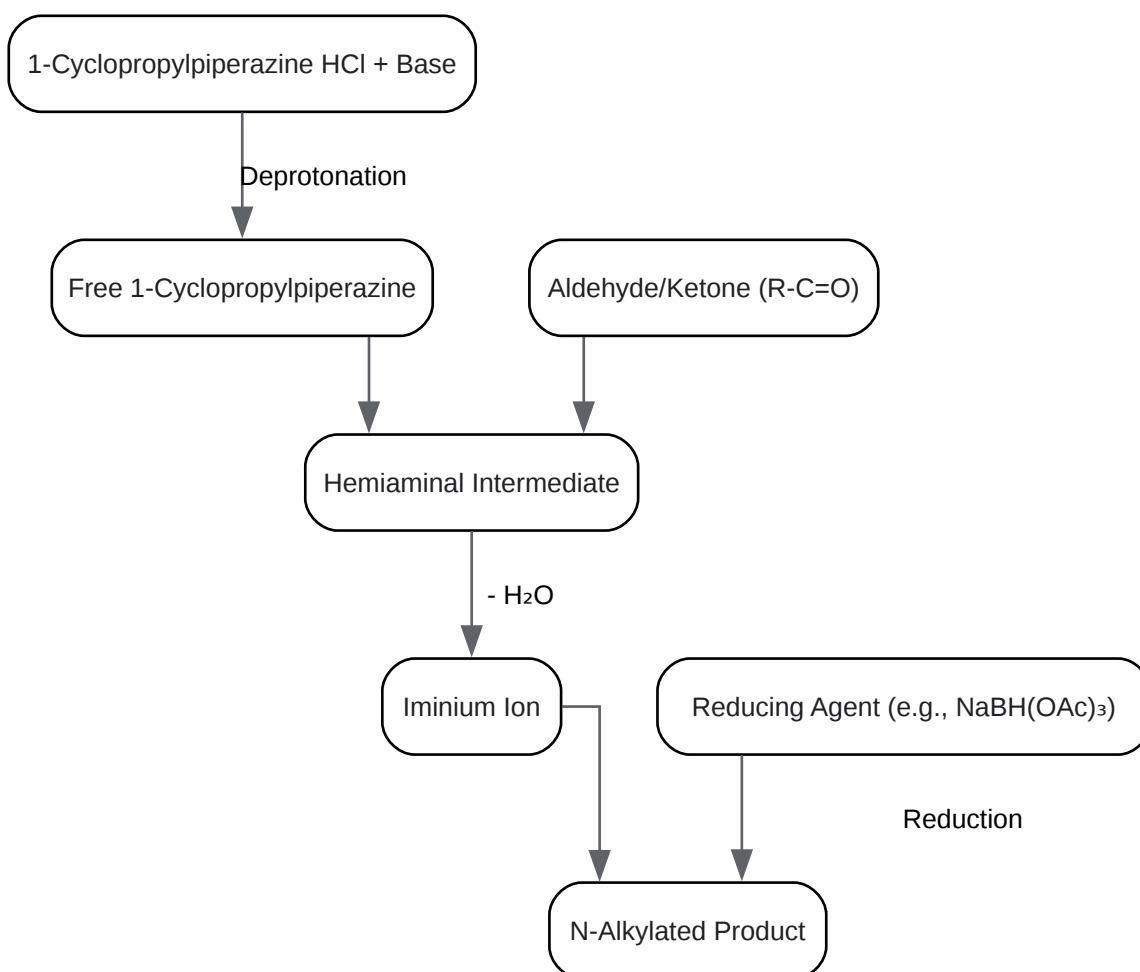 1-Cyclopropylpiperazine HCl + Base
Deprotonation
Free 1-Cyclopropylpiperazine
Aldehyde/Ketone (R-C=O)
Hemiaminal Intermediate
- H₂O
Iminium Ion
Reducing Agent (e.g., NaBH(OAc)₃)
Reduction
N-Alkylated Product